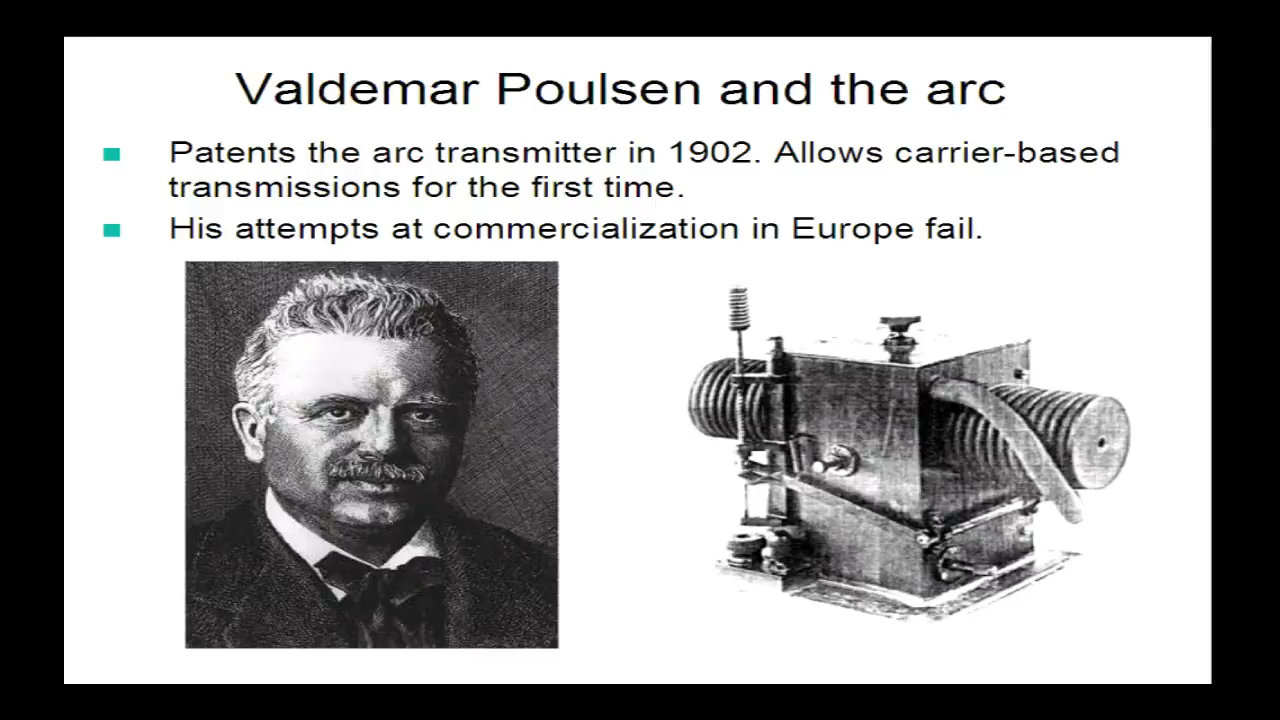 Valdemar Poulsen and the arc
Patents the arc transmitter in 1902. Allows carrier-based
transmissions for the first time.
His attempts at commercialization in Europe fail.